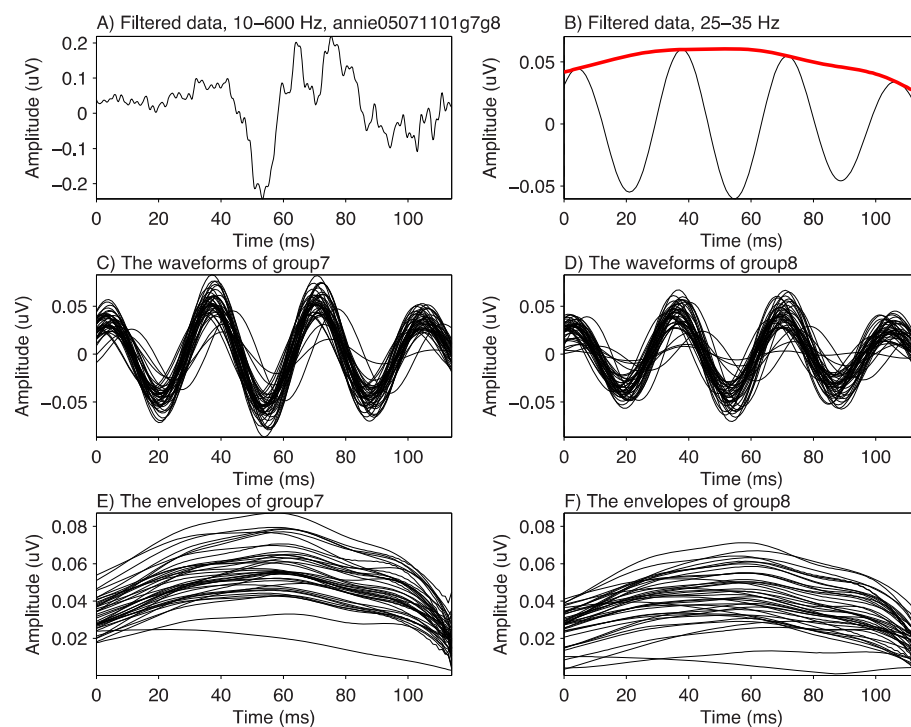 A) Filtered data, 10–600 Hz, annie05071101g7g8
Amplitude (uV)
0.2
0.1
0
−0.1
−0.2
0 20 40 60 80 100
Time (ms)
B) Filtered data, 25–35 Hz
Amplitude (uV)
0.05
0
−0.05
0 20 40 60 80 100
Time (ms)
C) The waveforms of group7
Amplitude (uV)
0.05
0
−0.05
0 20 40 60 80 100
Time (ms)
D) The waveforms of group8
Amplitude (uV)
0.05
0
−0.05
0 20 40 60 80 100
Time (ms)
E) The envelopes of group7
Amplitude (uV)
0.08
0.06
0.04
0.02
0 20 40 60 80 100
Time (ms)
F) The envelopes of group8
Amplitude (uV)
0.08
0.06
0.04
0.02
0 20 40 60 80 100
Time (ms)